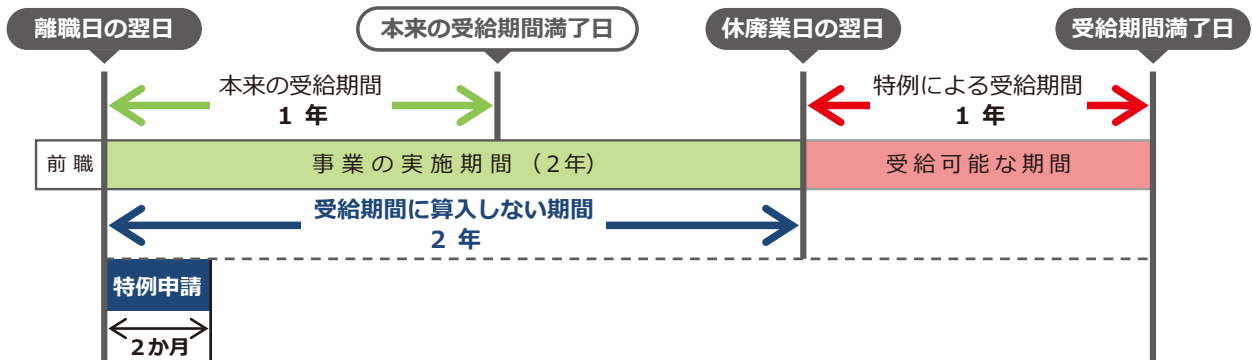 離職日の翌日
本来の受給期間満了日
休廃業日の翌日
受給期間満了日
本来の受給期間
1 年
特例による受給期間
1 年
前職
事業の実施期間（2年）
受給可能な期間
受給期間に算入しない期間
2 年
特例申請
2か月